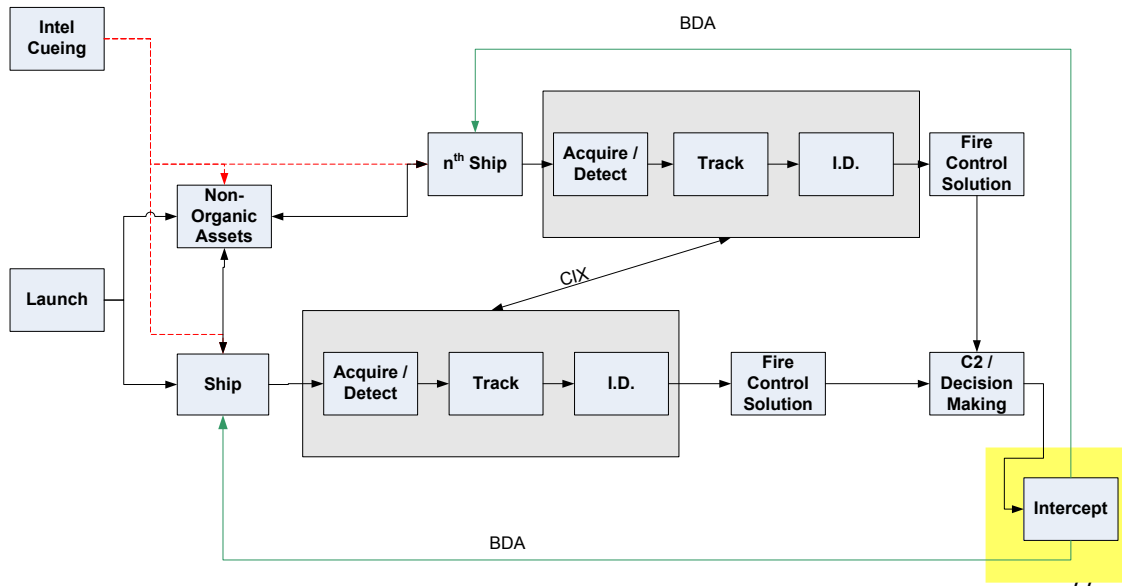 Intel
Cueing
BDA
nth Ship
Acquire /
Detect
Track
I.D.
Fire
Control
Solution
Non-
Organic
Assets
CIX
Launch
Ship
Acquire /
Detect
Track
I.D.
Fire
Control
Solution
C2 /
Decision
Making
Intercept
BDA